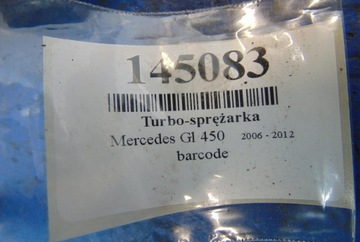 145083
Turbo-sprężarka
Mercedes Gl 450 2006 - 2012
barcode